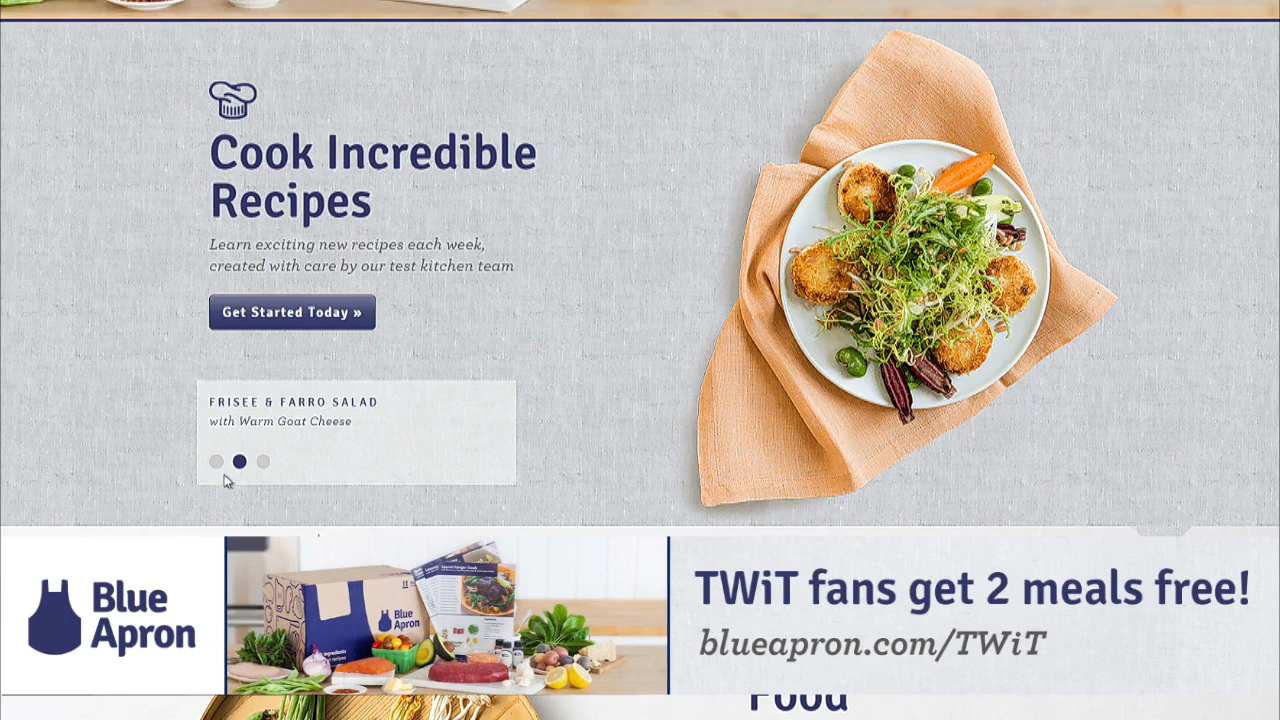 Cook Incredible
Recipes
Learn exciting new recipes each week,
created with care by our test kitchen team
Get Started Today »
FRISEE & FARRO SALAD
with Warm Goat Cheese
Blue
Apron
Blue
Apron
TWiT fans get 2 meals free!
blueapron.com/TWiT
Food